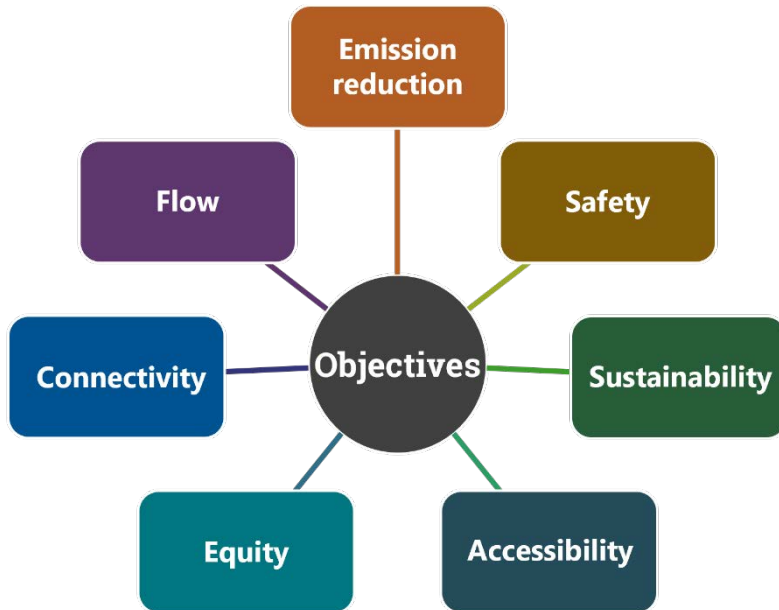 Emission
reduction
Flow
Safety
Connectivity
Objectives
Sustainability
Equity
Accessibility